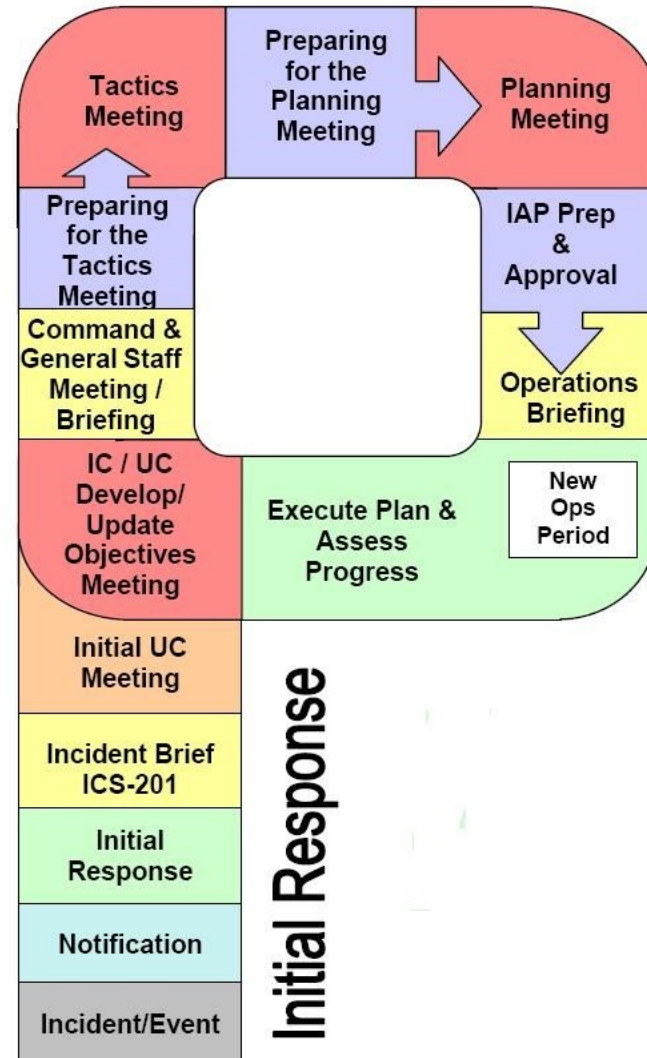 Tactics
Meeting
Preparing
for the
Planning
Meeting
Planning
Meeting
Preparing
for the
Tactics
Meeting
IAP Prep
&
Approval
Command &
General Staff
Meeting /
Briefing
Operations
Briefing
IC / UC
Develop/
Update
Objectives
Meeting
Execute Plan &
Assess
Progress
New
Ops
Period
Initial UC
Meeting
Incident Brief
ICS-201
Initial
Response
Notification
Incident/Event
Initial Response